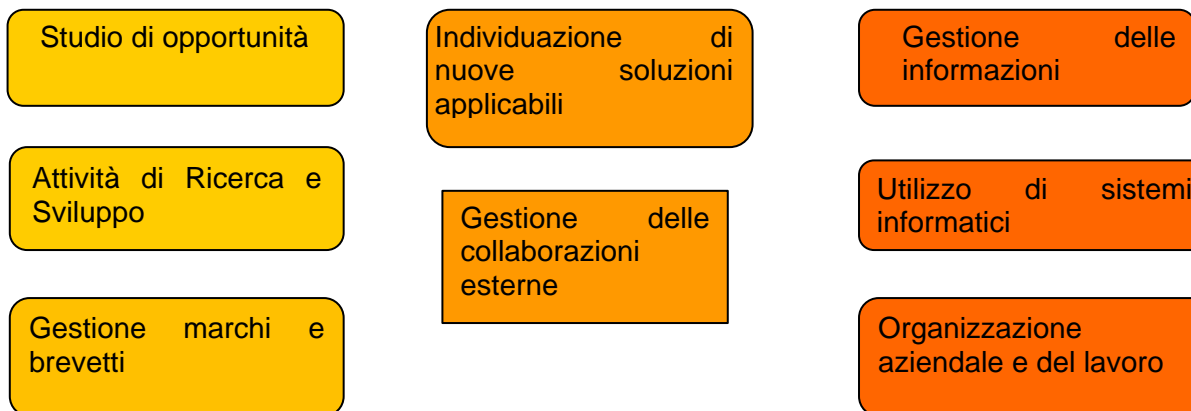 Studio di opportunità
Attività di Ricerca e
Sviluppo
Gestione marchi e
brevetti
Individuazione di
nuove soluzioni
applicabili
Gestione delle
collaborazioni
esterne
Gestione delle
informazioni
Utilizzo di sistemi
informatici
Organizzazione
aziendale e del lavoro